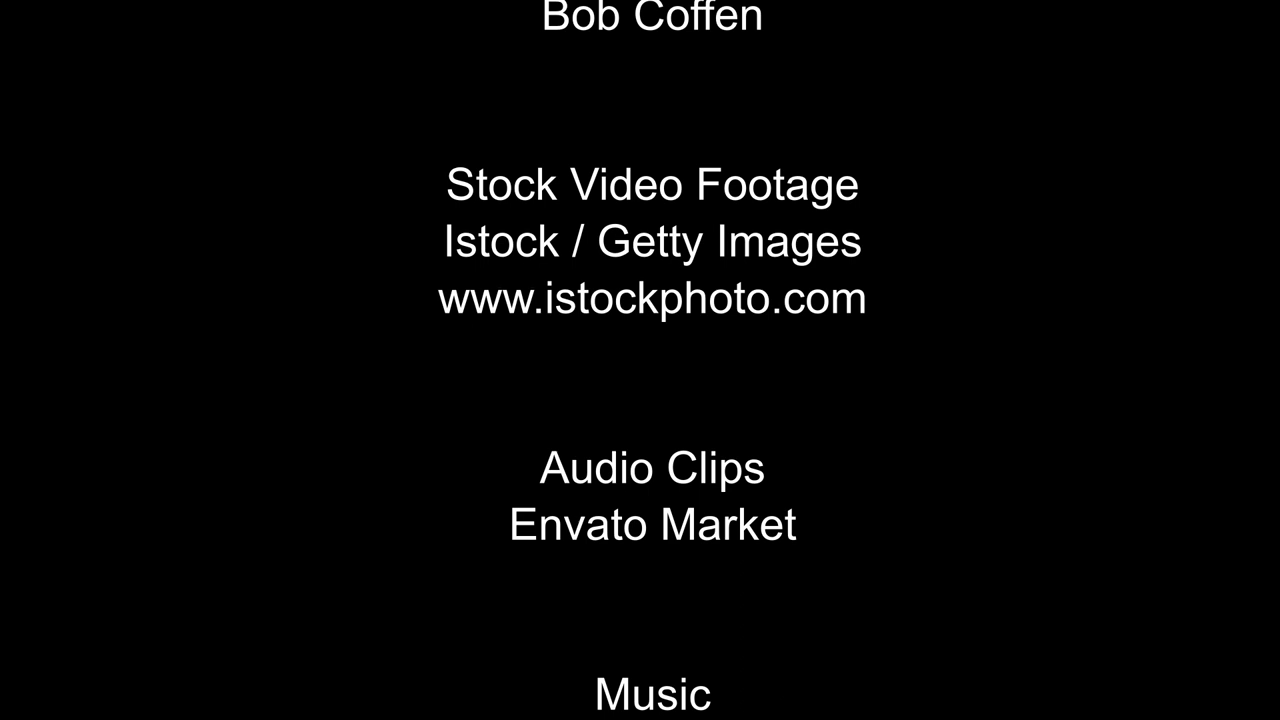 Bob Coffen
Stock Video Footage
Istock / Getty Images
www.istockphoto.com
Audio Clips
Envato Market
Music